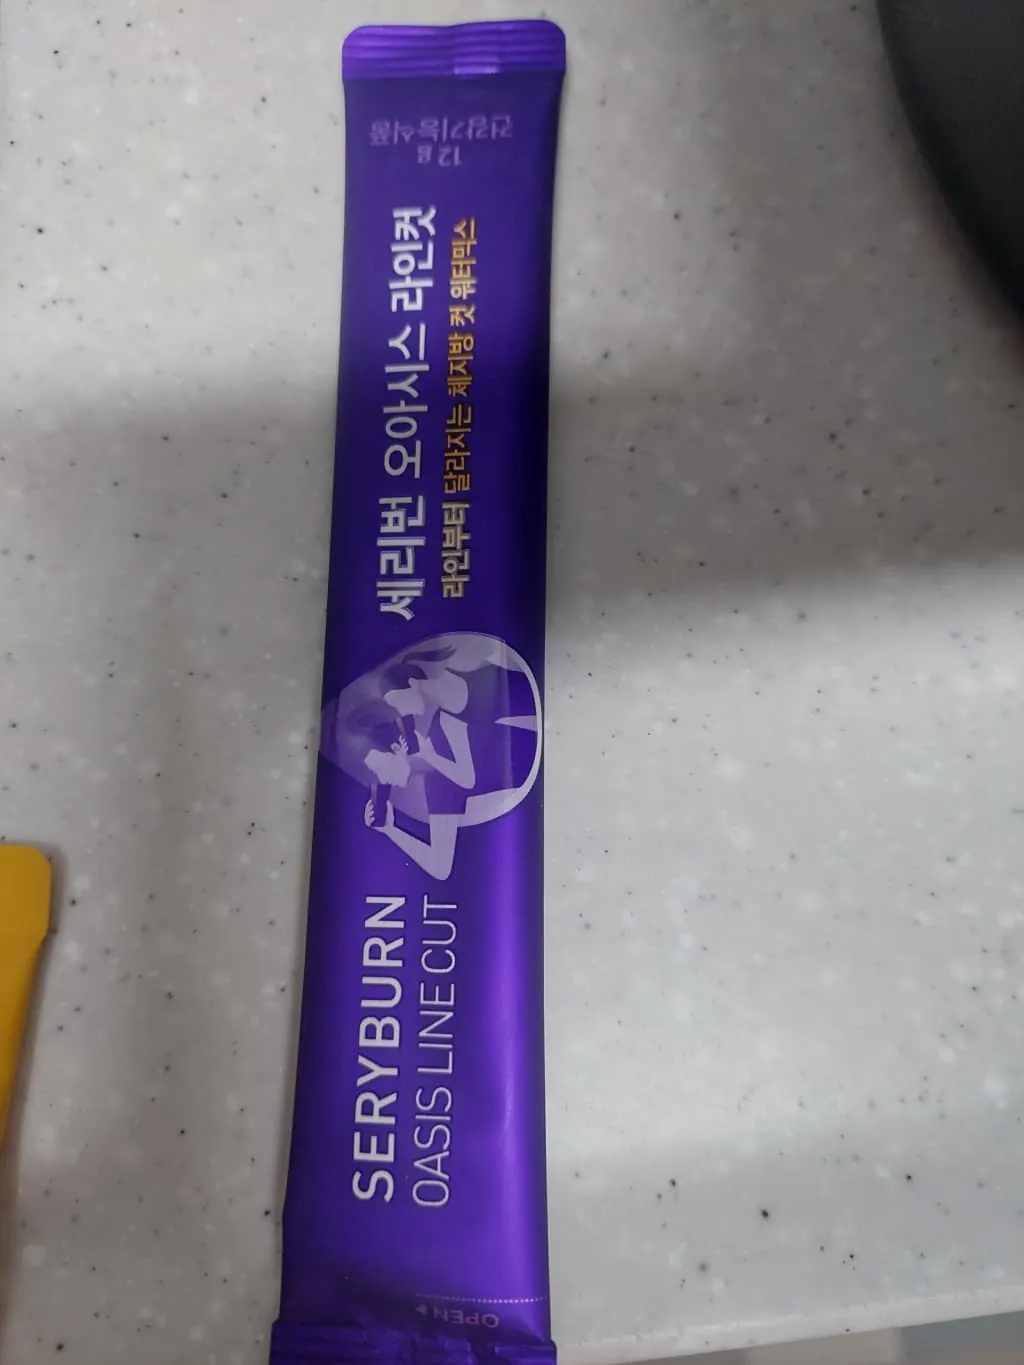 건강기능식품
12 g
세리번 오아시스 라인컷
라인부터 달라지는 체지방 컷 워터믹스
SERYBURN
OASIS LINE CUT
OPEN